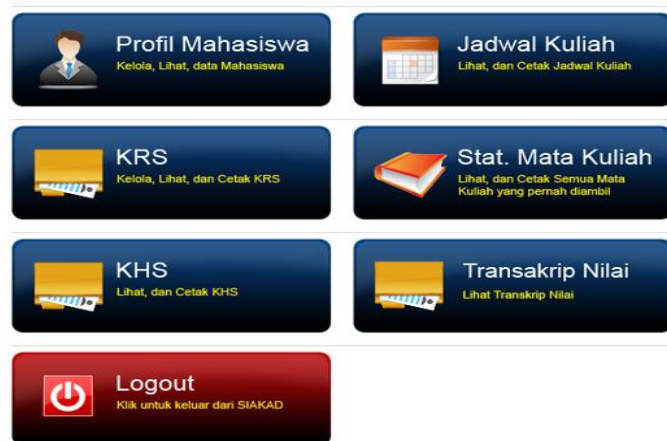 Profil Mahasiswa
Kelola, Lihat, data Mahasiswa
Jadwal Kuliah
Lihat, dan Cetak Jadwal Kuliah
KRS
Kelola, Lihat, dan Cetak KRS
Stat. Mata Kuliah
Lihat, dan Cetak Semua Mata
Kuliah yang pernah diambil
KHS
Lihat, dan Cetak KHS
Transakrip Nilai
Lihat Transkrip Nilai
Logout
Klik untuk keluar dari SIAKAD